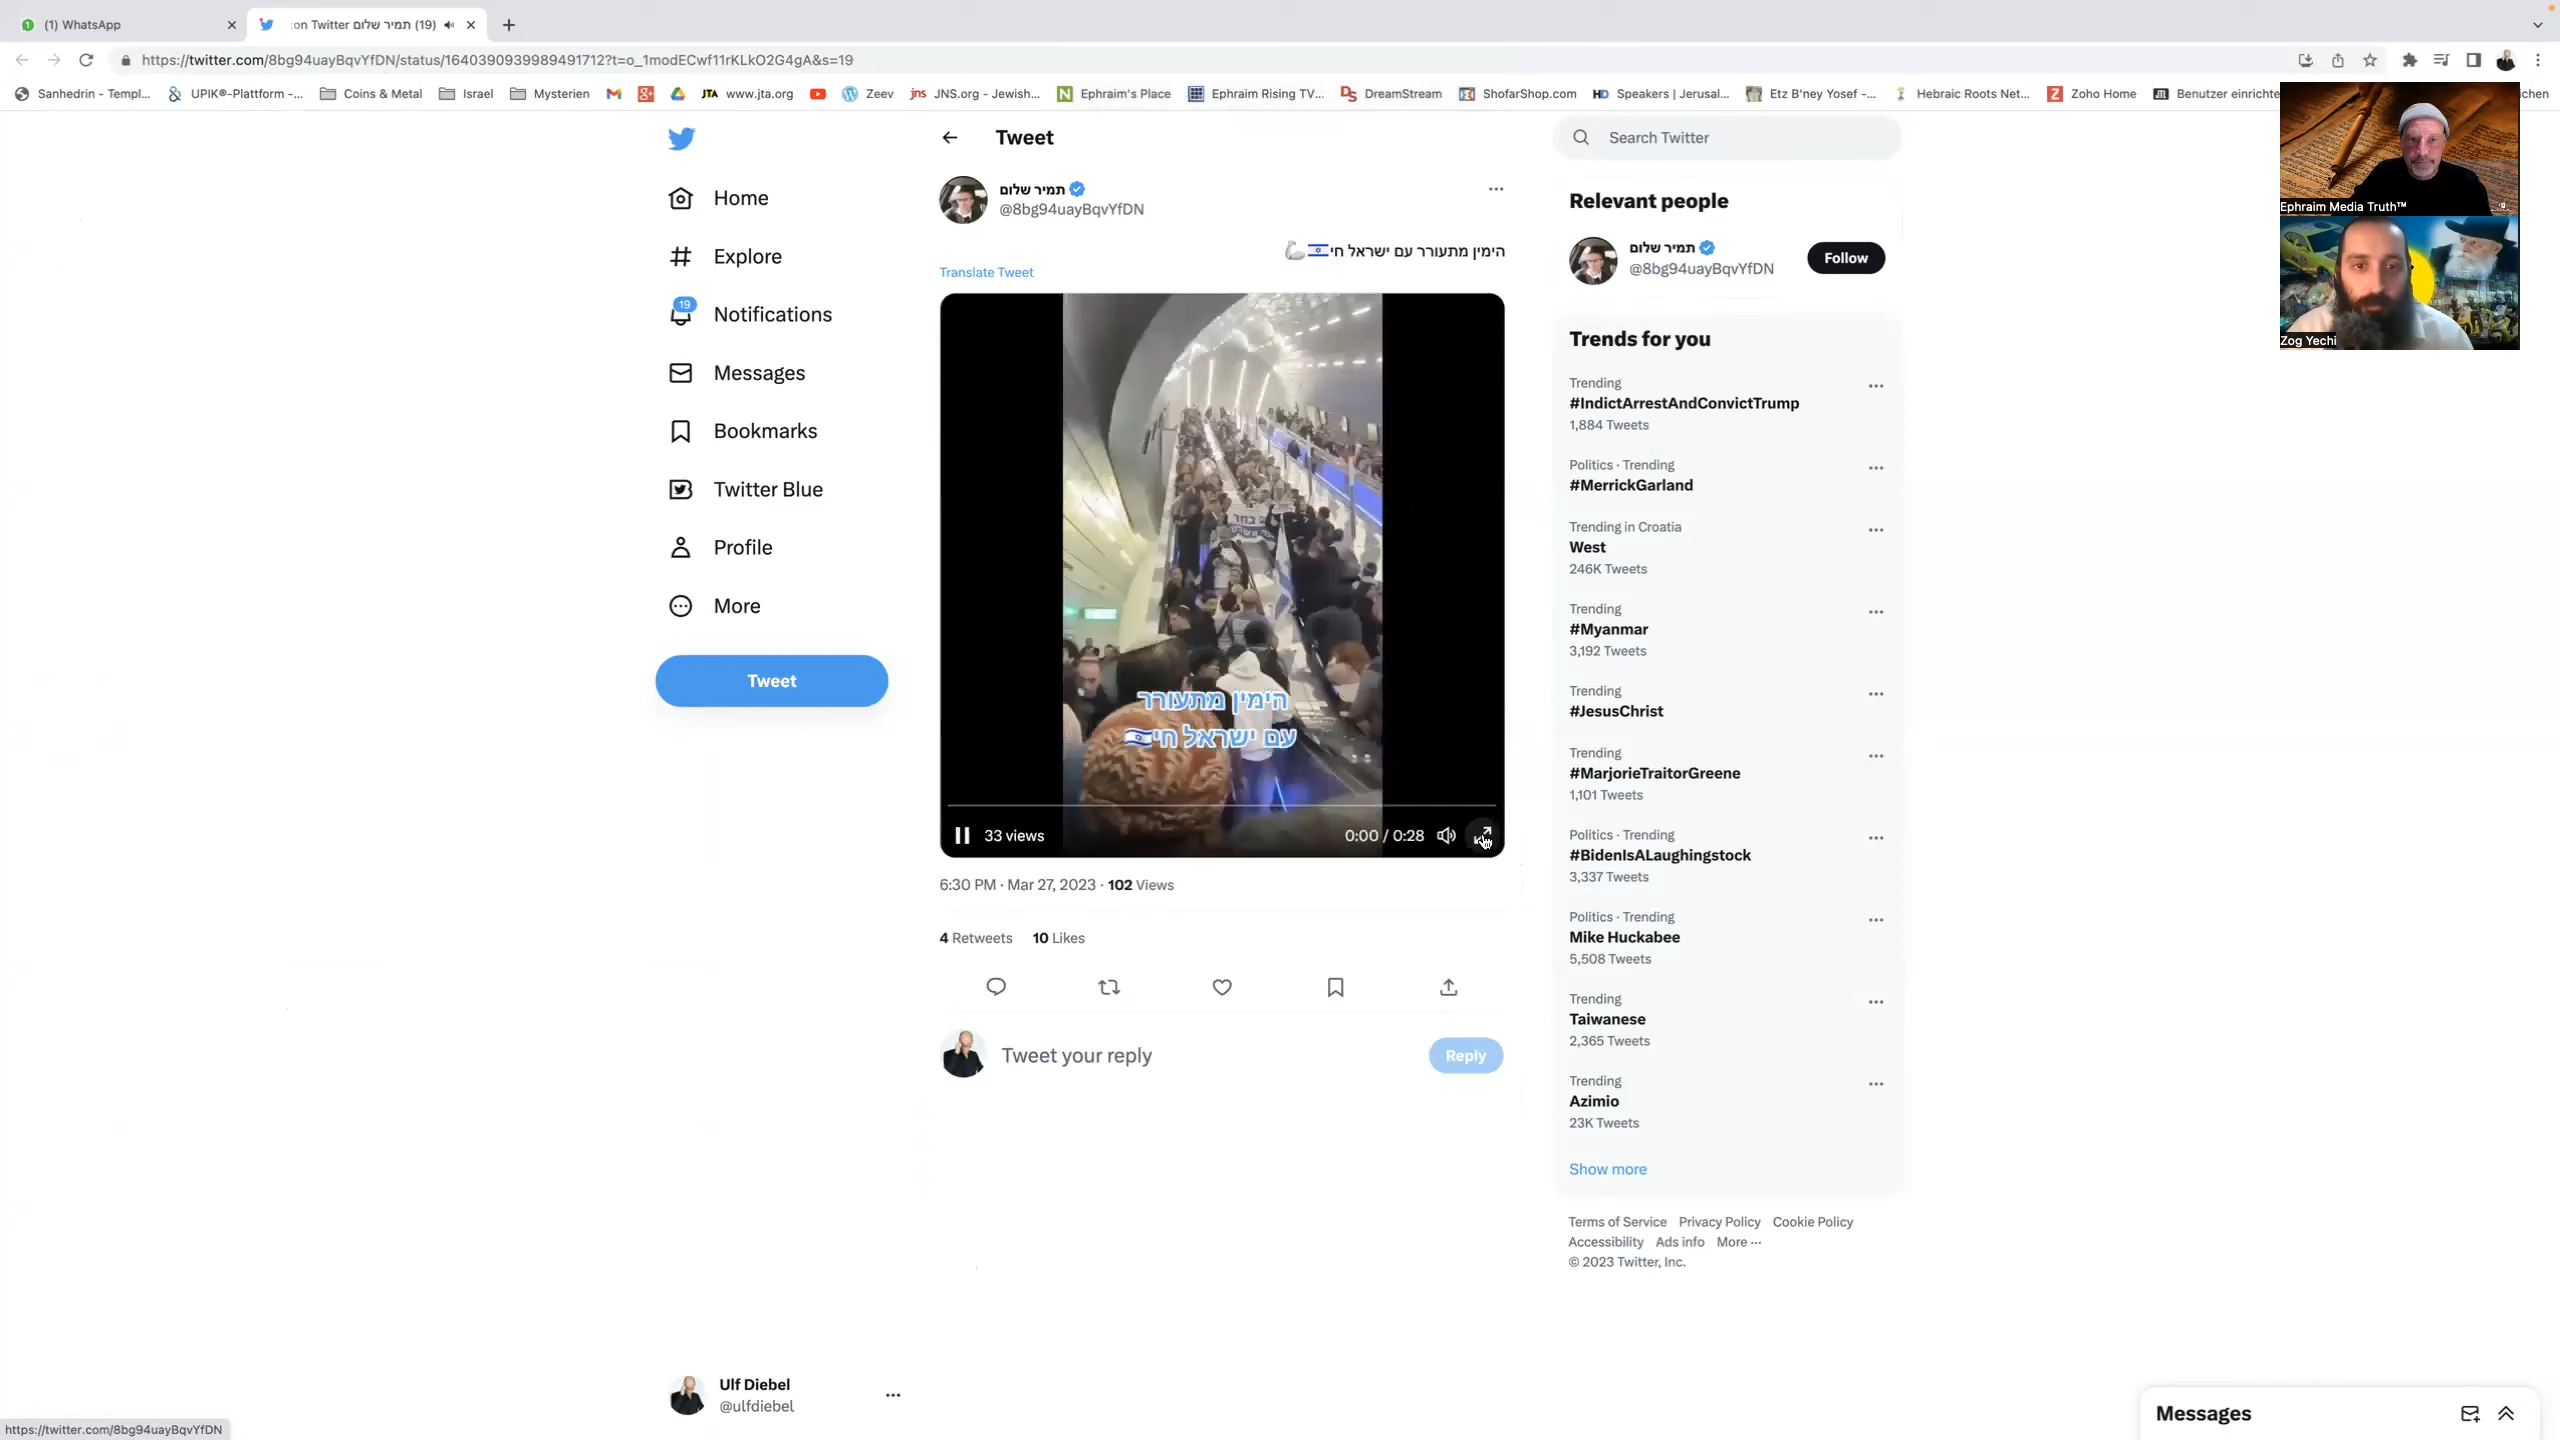 (1) WhatsApp
(19) תמיר שלום on Twitter:
https://twitter.com/8bg94uayBqvYfDN/status/1640390939989491712?t=o_1modECwf11rKLkO2G4gA&s=19
Sanhedrin - Templ...
UPIK®-Plattform -...
Coins & Metal
Israel
Mysterien
JTA www.jta.org
Zeev
jns JNS.org - Jewish...
Ephraim's Place
Ephraim Rising TV...
DS DreamStream
ShofarShop.com
HD Speakers | Jerusal...
Etz B'ney Yosef -...
Hebraic Roots Net...
Zoho Home
Benutzer einrichte
ichen
Ephraim Media Truth™
Zog Yechi
Home
Explore
19
Notifications
Messages
Bookmarks
Twitter Blue
Profile
More
Tweet
Ulf Diebel
@ulfdiebel
https://twitter.com/8bg94uayBqvYfDN
Tweet
תמיר שלום
@8bg94uayBqvYfDN
הימין מתעורר עם ישראל חי🇮🇱🦾
Translate Tweet
הימין מתעורר
עם ישראל חי🇮🇱
33 views
0:00 / 0:28
6:30 PM · Mar 27, 2023 · 102 Views
4 Retweets 10 Likes
Tweet your reply
Reply
Search Twitter
Relevant people
תמיר שלום
@8bg94uayBqvYfDN
Follow
Trends for you
Trending
#IndictArrestAndConvictTrump
1,884 Tweets
Politics · Trending
#MerrickGarland
Trending in Croatia
West
246K Tweets
Trending
#Myanmar
3,192 Tweets
Trending
#JesusChrist
Trending
#MarjorieTraitorGreene
1,101 Tweets
Politics · Trending
#BidenIsALaughingstock
3,337 Tweets
Politics · Trending
Mike Huckabee
5,508 Tweets
Trending
Taiwanese
2,365 Tweets
Trending
Azimio
23K Tweets
Show more
Terms of Service Privacy Policy Cookie Policy
Accessibility Ads info More ···
© 2023 Twitter, Inc.
Messages